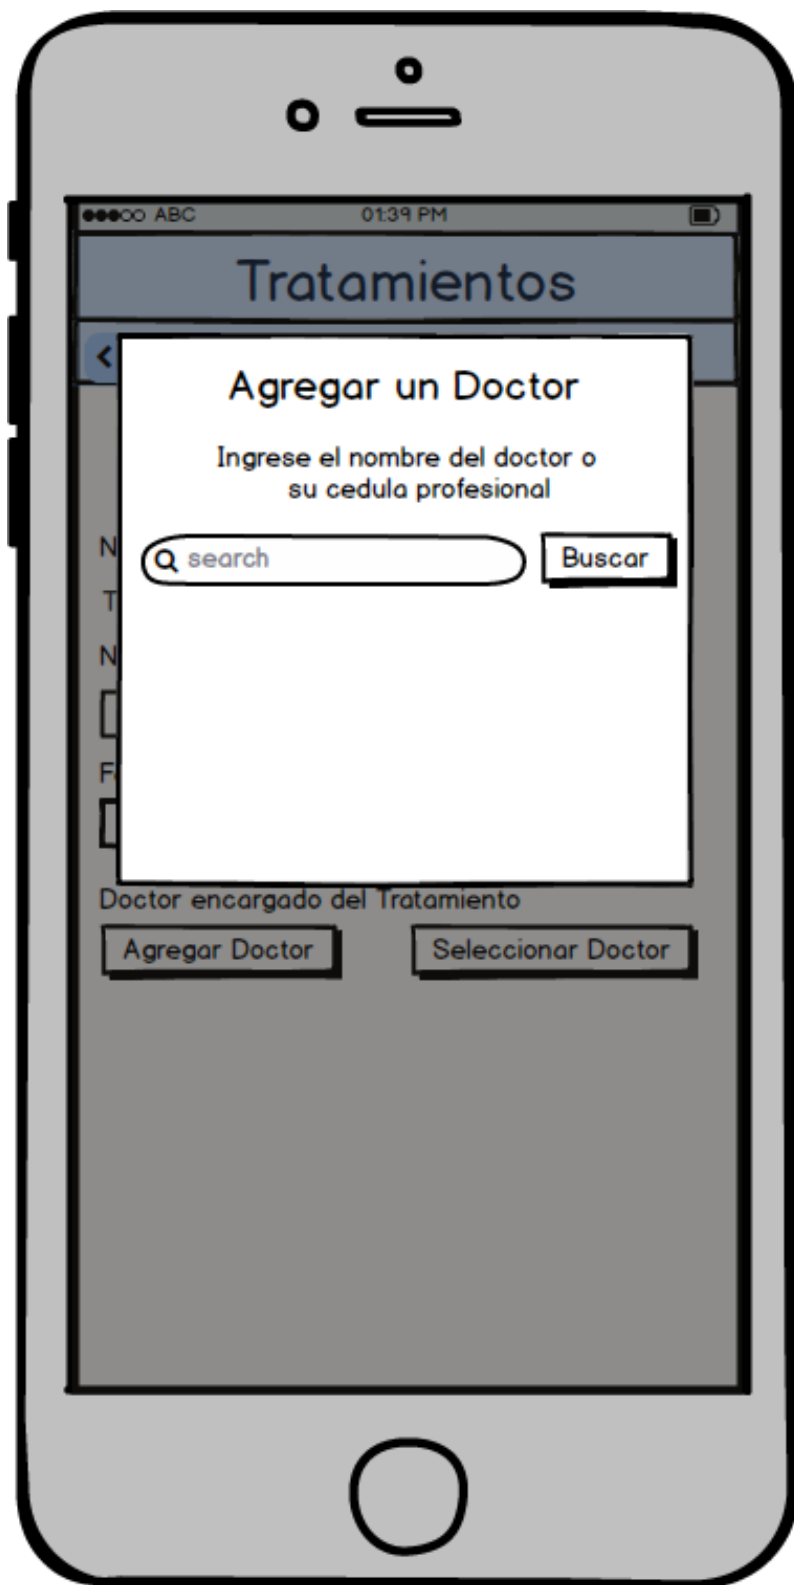 ABC 01:39 PM
Tratamientos
Agregar un Doctor
Ingrese el nombre del doctor o
su cedula profesional
search Buscar
N
T
N
Doctor encargado del Tratamiento
Agregar Doctor Seleccionar Doctor